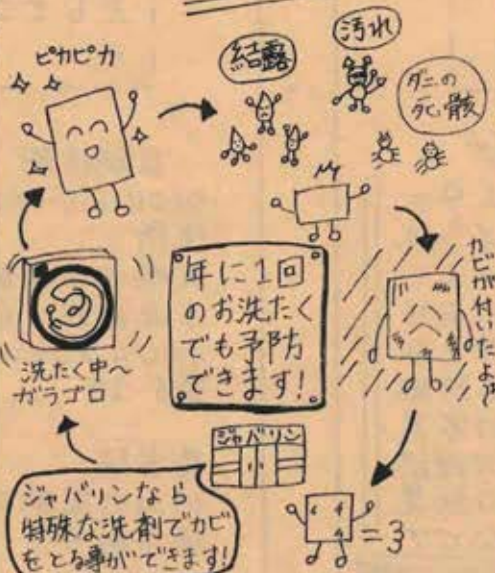 ピカピカ
結露
汚れ
ダニの
死骸
カビが付いたよぉ
年に1回
のお洗たく
でも予防
できます!
洗たく中〜
ガラゴロ
ジャバリン
ジャバリンなら
特殊な洗剤でカビ
をとる事ができます!
=3